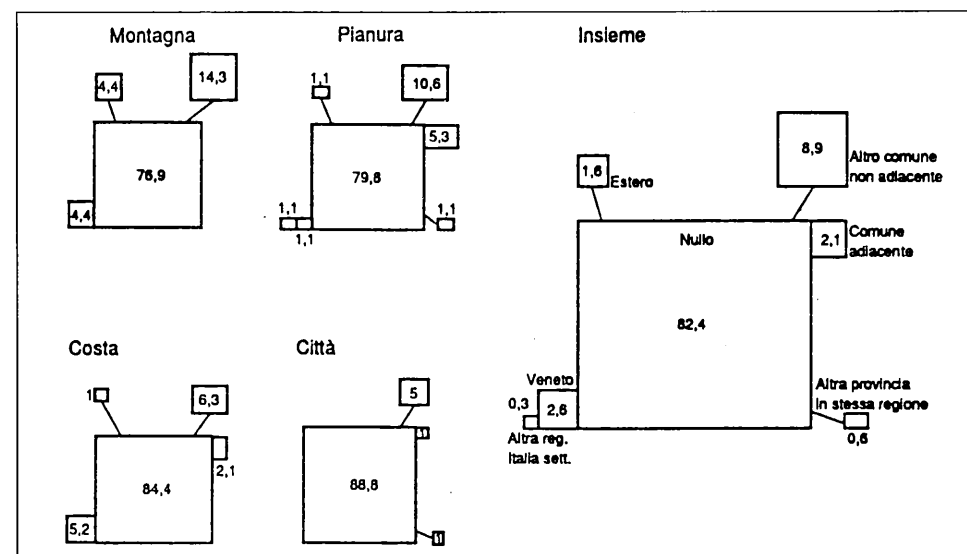 Montagna
4,4
14,3
76,9
4,4
Pianura
1,1
10,6
5,3
79,8
1,1
1,1
1,1
Insieme
1,6
Estero
8,9
Altro comune
non adiacente
Nullo
2,1
Comune
adiacente
82,4
Veneto
0,3
2,6
Altra reg.
Italia sett.
Altra provincia
in stessa regione
0,6
Costa
1
6,3
2,1
84,4
5,2
Città
5
1
88,8
1